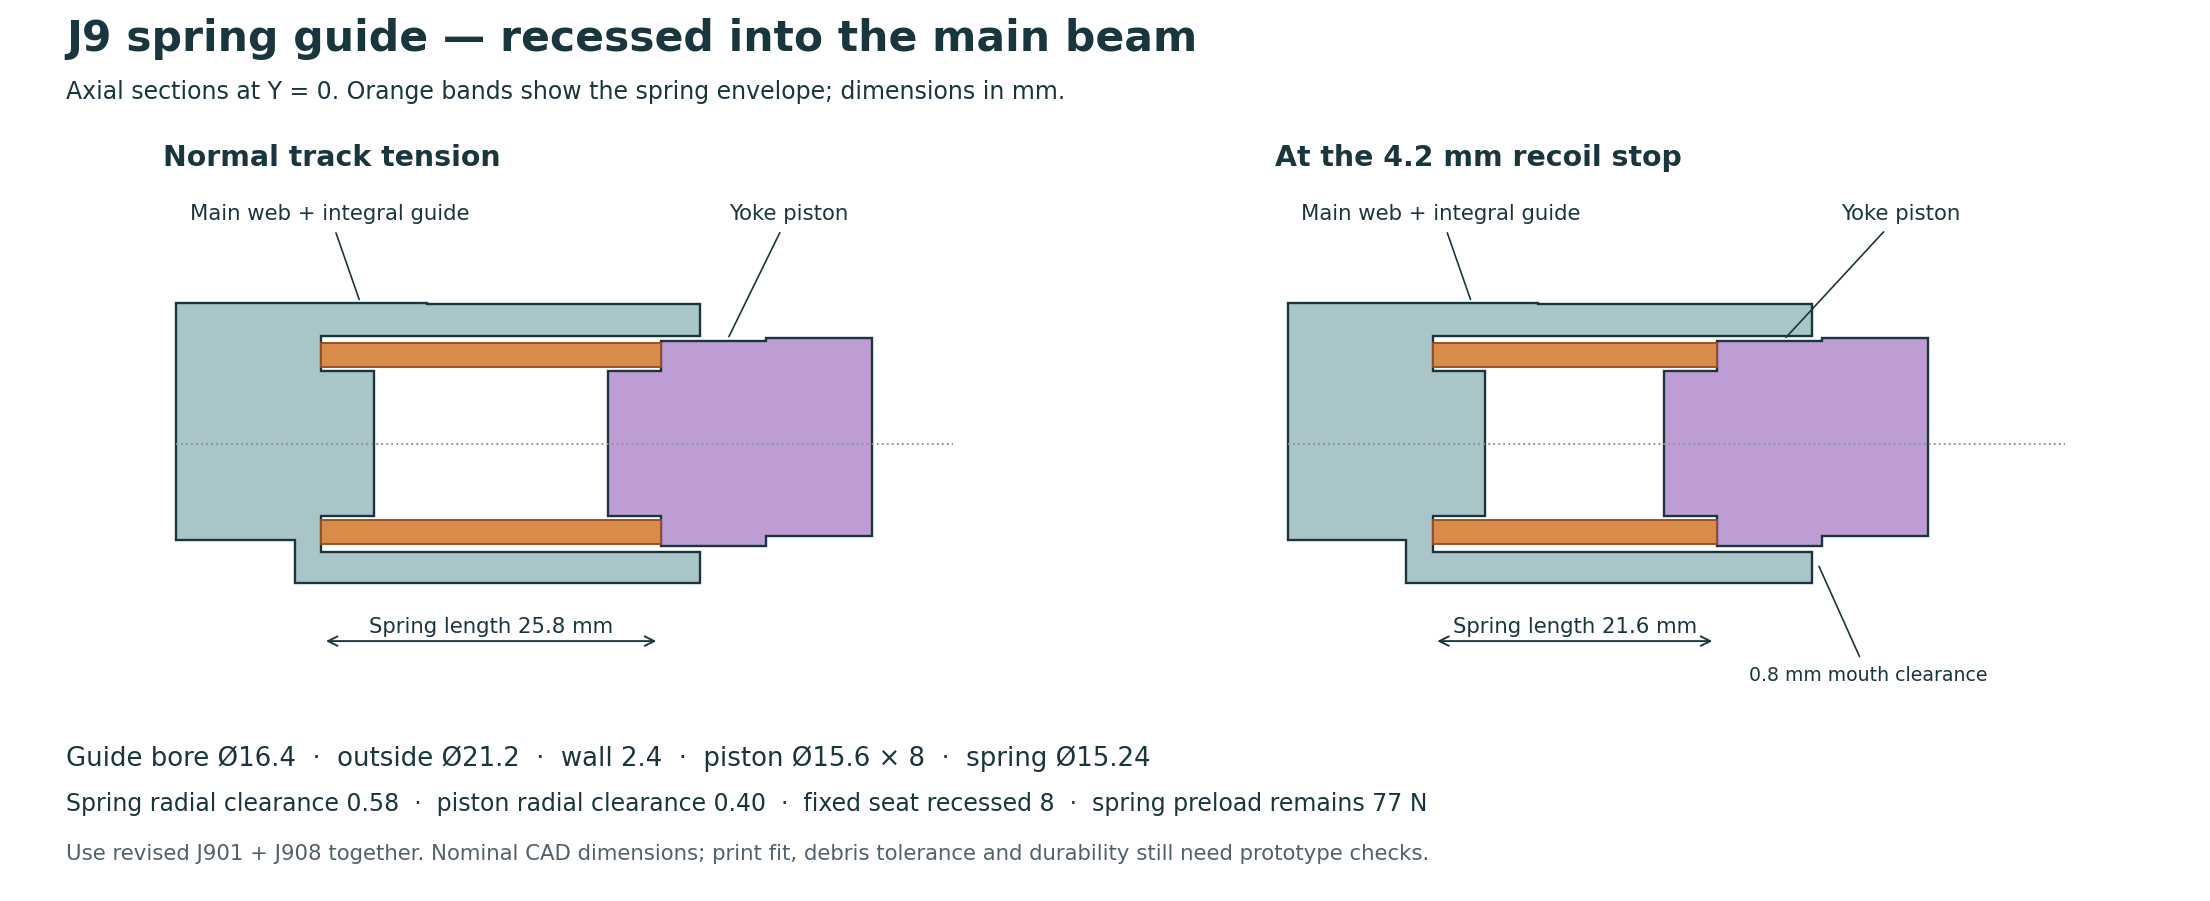 J9 spring guide — recessed into the main beam
Axial sections at Y = 0. Orange bands show the spring envelope; dimensions in mm.
Normal track tension
Main web + integral guide
Yoke piston
Spring length 25.8 mm
At the 4.2 mm recoil stop
Main web + integral guide
Yoke piston
Spring length 21.6 mm
0.8 mm mouth clearance
Guide bore Ø16.4 · outside Ø21.2 · wall 2.4 · piston Ø15.6 × 8 · spring Ø15.24
Spring radial clearance 0.58 · piston radial clearance 0.40 · fixed seat recessed 8 · spring preload remains 77 N
Use revised J901 + J908 together. Nominal CAD dimensions; print fit, debris tolerance and durability still need prototype checks.